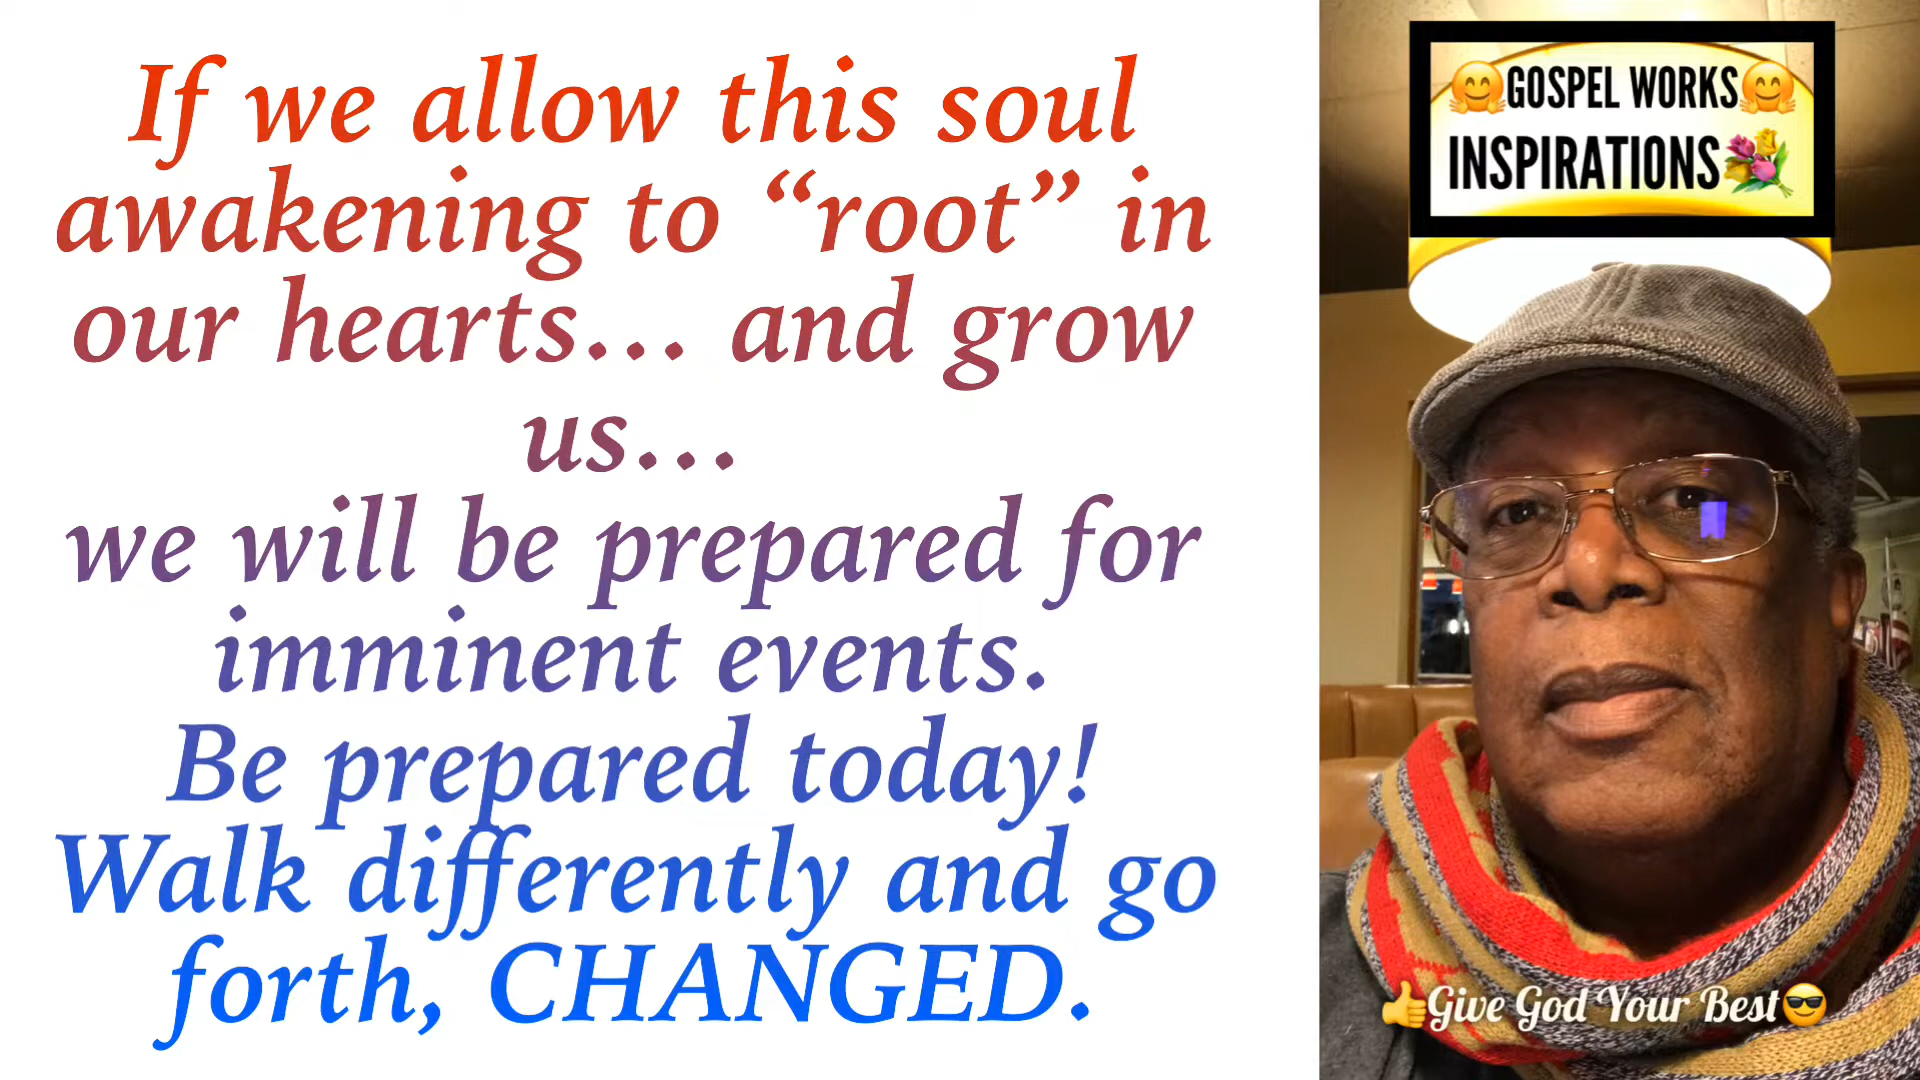 If we allow this soul
awakening to “root” in
our hearts… and grow
us…
we will be prepared for
imminent events.
Be prepared today!
Walk differently and go
forth, CHANGED.
🤗GOSPEL WORKS🤗
INSPIRATIONS💐
👍Give God Your Best😎